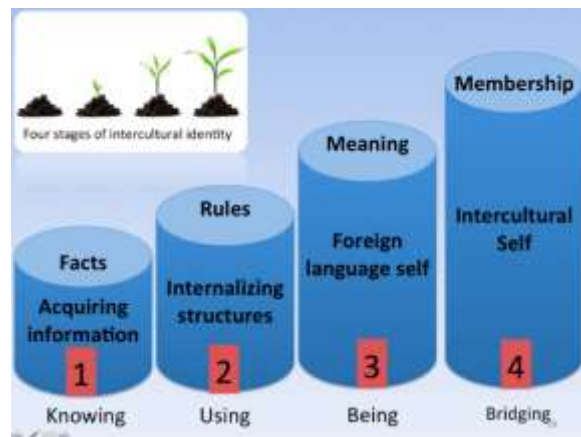 Four stages of intercultural identity
Facts
Acquiring
information
1
Knowing
Rules
Internalizing
structures
2
Using
Meaning
Foreign
language self
3
Being
Membership
Intercultural
Self
4
Bridging